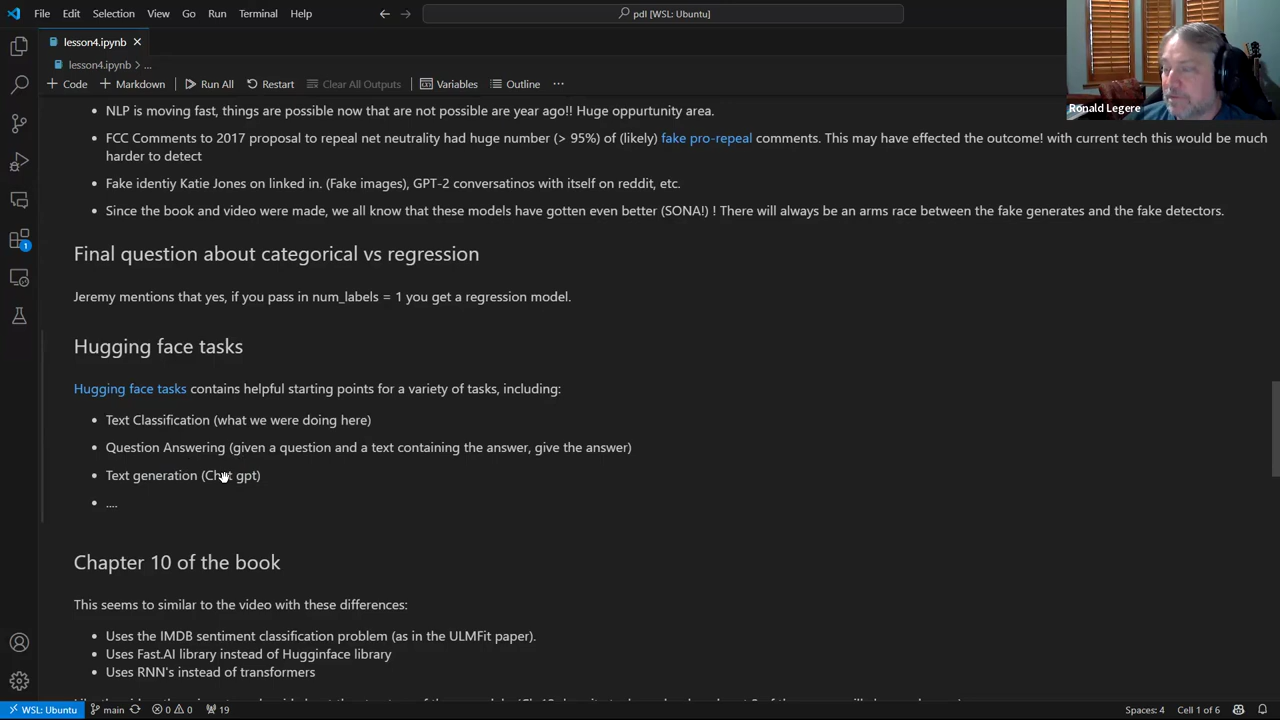 File Edit Selection View Go Run Terminal Help
pdl [WSL: Ubuntu]
lesson4.ipynb
lesson4.ipynb > ...
+ Code + Markdown Run All Restart Clear All Outputs Variables Outline ...
Ronald Legere
• NLP is moving fast, things are possible now that are not possible are year ago!! Huge oppurtunity area.
• FCC Comments to 2017 proposal to repeal net neutrality had huge number (> 95%) of (likely) fake pro-repeal comments. This may have effected the outcome! with current tech this would be much
harder to detect
• Fake identiy Katie Jones on linked in. (Fake images), GPT-2 conversatinos with itself on reddit, etc.
• Since the book and video were made, we all know that these models have gotten even better (SONA!) ! There will always be an arms race between the fake generates and the fake detectors.
Final question about categorical vs regression
Jeremy mentions that yes, if you pass in num_labels = 1 you get a regression model.
Hugging face tasks
Hugging face tasks contains helpful starting points for a variety of tasks, including:
• Text Classification (what we were doing here)
• Question Answering (given a question and a text containing the answer, give the answer)
• Text generation (Chat gpt)
• ....
1
Chapter 10 of the book
This seems to similar to the video with these differences:
• Uses the IMDB sentiment classification problem (as in the ULMFit paper).
• Uses Fast.AI library instead of Hugginface library
• Uses RNN's instead of transformers
WSL: Ubuntu main 0 0 19 Spaces: 4 Cell 1 of 6